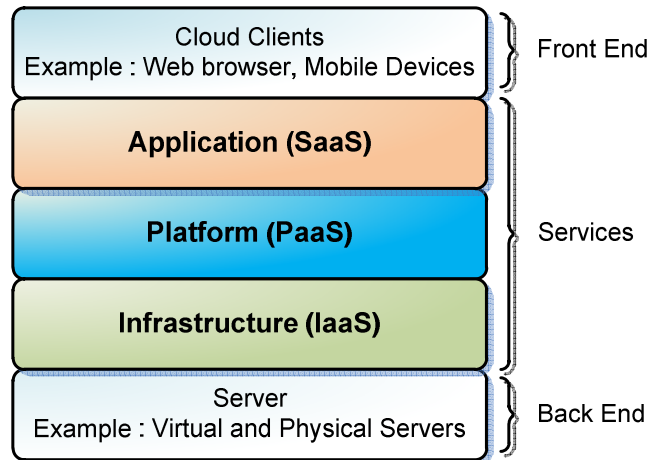 Cloud Clients
Example : Web browser, Mobile Devices
Front End
Application (SaaS)
Platform (PaaS)
Services
Infrastructure (IaaS)
Server
Example : Virtual and Physical Servers
Back End